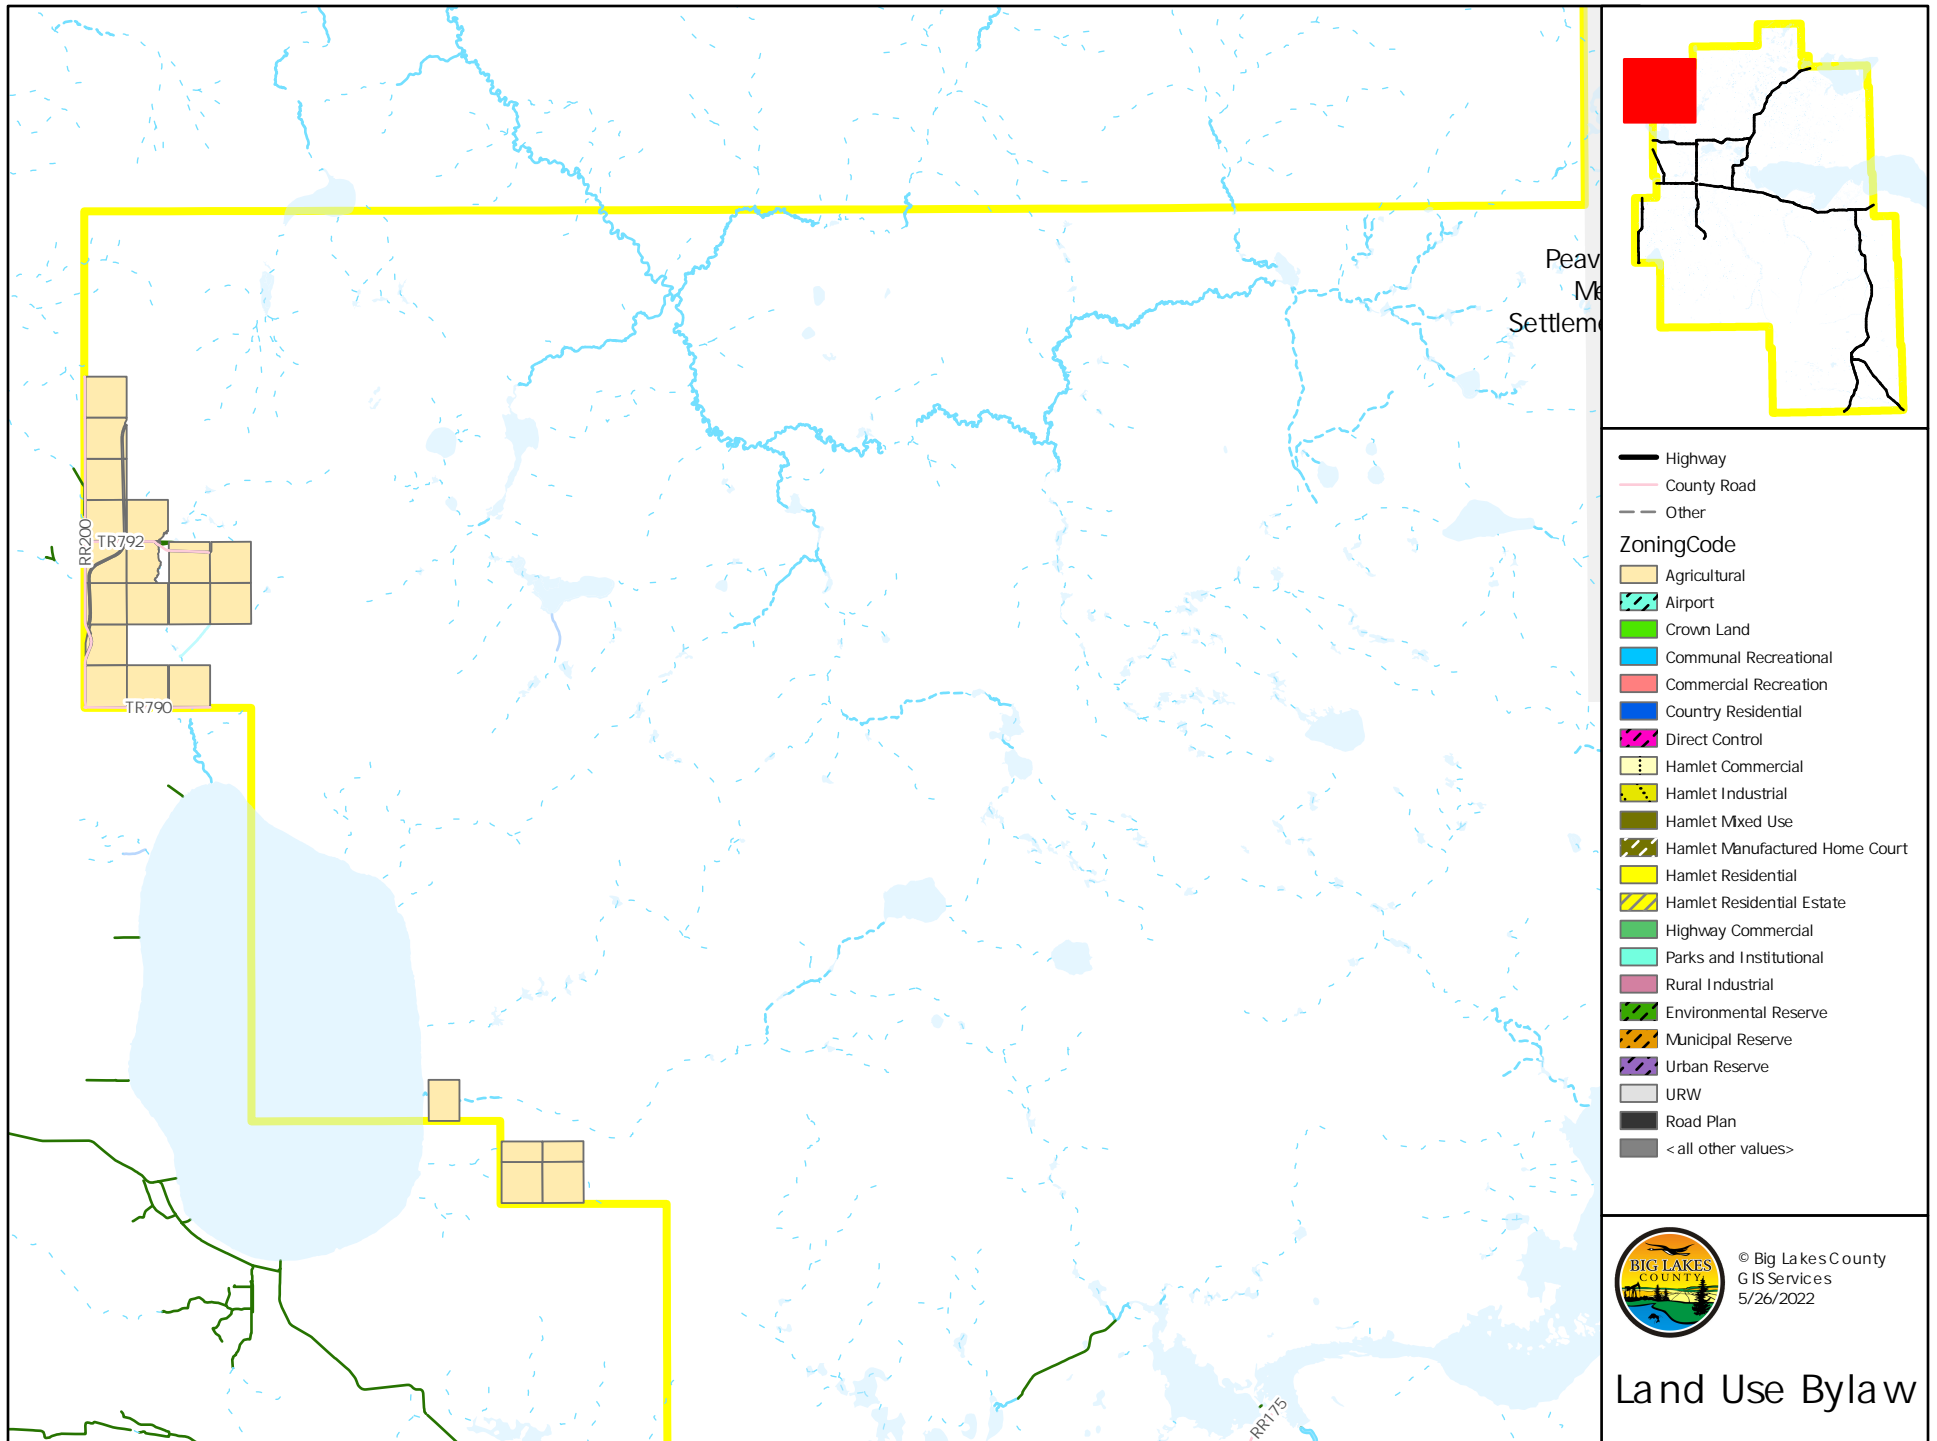 Peav
Me
Settleme
RR200
TR792
TR790
RR175
Highway
County Road
Other
ZoningCode
Agricultural
Airport
Crown Land
Communal Recreational
Commercial Recreation
Country Residential
Direct Control
Hamlet Commercial
Hamlet Industrial
Hamlet Mixed Use
Hamlet Manufactured Home Court
Hamlet Residential
Hamlet Residential Estate
Highway Commercial
Parks and Institutional
Rural Industrial
Environmental Reserve
Municipal Reserve
Urban Reserve
URW
Road Plan
<all other values>
BIG LAKES
COUNTY
© Big Lakes County
GIS Services
5/26/2022
Land Use Bylaw